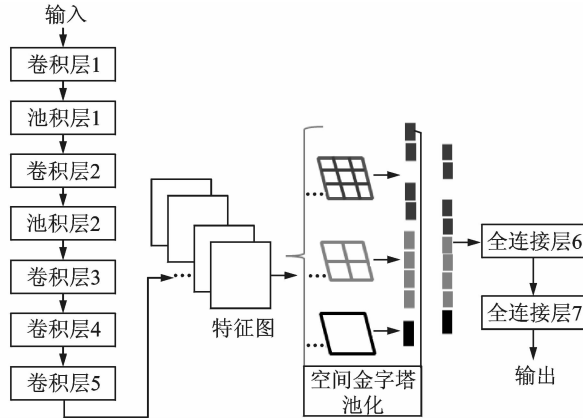 输入
卷积层1
池积层1
卷积层2
池积层2
卷积层3
卷积层4
卷积层5
特征图
空间金字塔
池化
全连接层6
全连接层7
输出